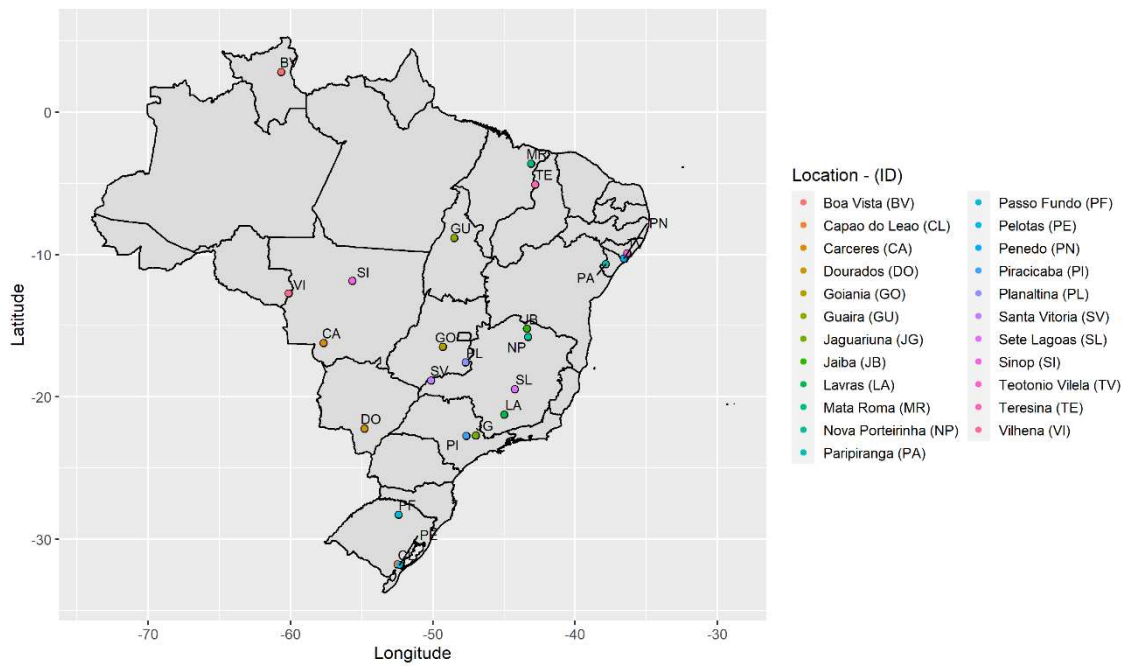 BV
MR
TE
GU
PN
TV
PA
SI
VI
CA
GO
PL
JB
NP
SV
SL
LA
DO
JG
PI
PF
PE
CL
0
-10
-20
-30
Latitude
-70
-60
-50
-40
-30
Longitude
Location - (ID)
Boa Vista (BV)
Capao do Leao (CL)
Carceres (CA)
Dourados (DO)
Goiania (GO)
Guaira (GU)
Jaguariuna (JG)
Jaiba (JB)
Lavras (LA)
Mata Roma (MR)
Nova Porteirinha (NP)
Paripiranga (PA)
Passo Fundo (PF)
Pelotas (PE)
Penedo (PN)
Piracicaba (PI)
Planaltina (PL)
Santa Vitoria (SV)
Sete Lagoas (SL)
Sinop (SI)
Teotonio Vilela (TV)
Teresina (TE)
Vilhena (VI)